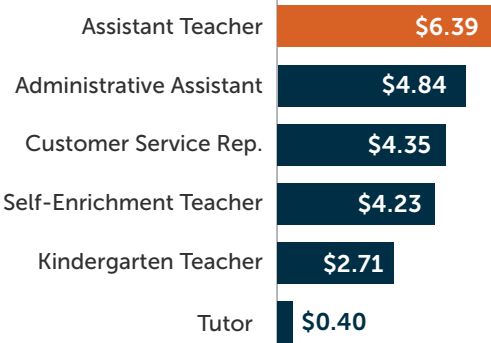 Assistant Teacher $6.39
Administrative Assistant $4.84
Customer Service Rep. $4.35
Self-Enrichment Teacher $4.23
Kindergarten Teacher $2.71
Tutor $0.40